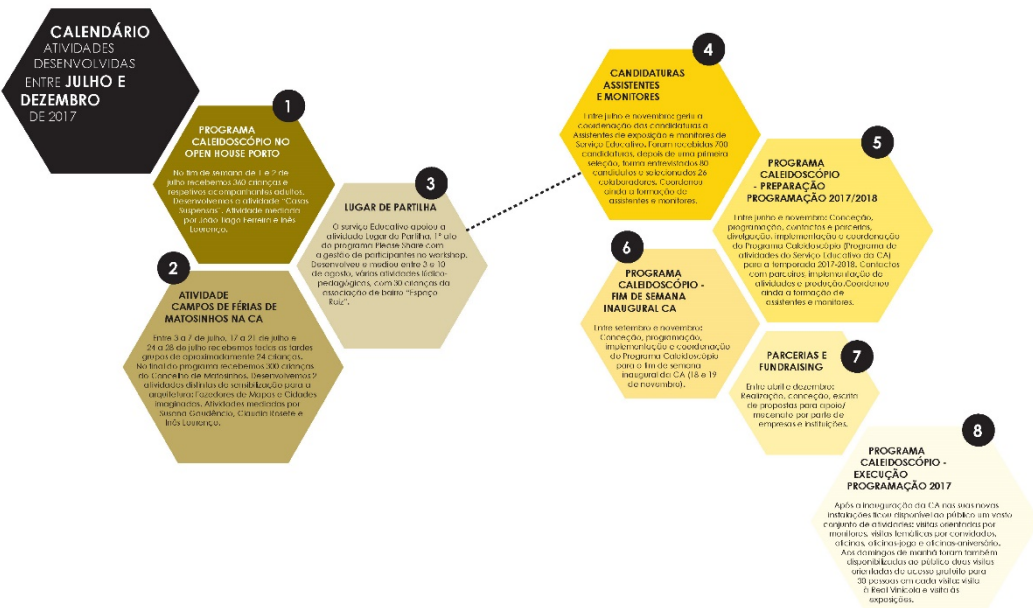 CALENDÁRIO
ATIVIDADES
DESENVOLVIDAS
ENTRE JULHO E
DEZEMBRO
DE 2017
1
PROGRAMA
CALEIDOSCÓPIO NO
OPEN HOUSE PORTO
No fim de semana de 1 e 2 de
julho recebemos 360 crianças e
respetivos acompanhantes adultos.
Desenvolvemos a atividade "Casas
Suspensas". Atividade mediada
por João Tiago Ferreira e Inês
Lourenço.
2
ATIVIDADE
CAMPOS DE FÉRIAS DE
MATOSINHOS NA CA
Entre 3 a 7 de julho, 17 a 21 de julho e
24 a 28 de julho recebemos todas as tardes
grupos de aproximadamente 24 crianças.
No final do programa recebemos 300 crianças
do Concelho de Matosinhos. Desenvolvemos 2
atividades distintas de sensibilização para a
arquitetura: Fazedores de Mapas e Cidades
Imaginadas. Atividades mediadas por
Susana Gaudêncio, Claudia Rosete e
Inês Lourenço.
3
LUGAR DE PARTILHA
O surviço Educativo apoiou a
atividade Lugar de Partilha, 1º ato
do programa Please Share com
a gestão de participantes no workshop.
Desenvolveu e mediou entre 3 e 10
de agosto, várias atividades lúdico-
pedagógicas, com 30 crianças da
associação de bairro "Espaço
Raiz".
4
CANDIDATURAS
ASSISTENTES
E MONITORES
Entre julho e novembro: geriu a
coordenação das candidaturas a
Assistentes de exposição e monitores de
Serviço Educativo. Foram recebidas 700
candidaturas, depois de uma primeira
seleção, forma entrevistados 80
candidatos e selecionados 26
colaboradores. Coordenou
ainda a formação de
assistentes e monitores.
5
PROGRAMA
CALEIDOSCÓPIO
- PREPARAÇÃO
PROGRAMAÇÃO 2017/2018
Entre junho e novembro: Conceção,
programação, contactos e parcerias,
divulgação, implementação e coordenação
do Programa Caleidoscópio (Programa de
atividades do Serviço Educativo da CA)
para a temporada 2017-2018. Contactos
com parceiros, implementação de
atividades e produção.Coordenou
ainda a formação de
assistentes e monitores.
6
PROGRAMA
CALEIDOSCÓPIO -
FIM DE SEMANA
INAUGURAL CA
Entre setembro e novembro:
Conceção, programação,
implementação e coordenação
do Programa Caleidoscópio
para o fim de semana
inaugural da CA (18 e 19
de novembro).
7
PARCERIAS E
FUNDRAISING
Entre abril e dezembro:
Realização, conceção, escrita
de propostas para apoio/
mecenato por parte de
empresas e instituições.
8
PROGRAMA
CALEIDOSCÓPIO -
EXECUÇÃO
PROGRAMAÇÃO 2017
Após a inauguração da CA nas suas novas
instalações ficou disponível ao público um vasto
conjunto de atividades: visitas orientadas por
monitores, visitas temáticas por convidados,
oficinas, oficinas-jogo e oficinas-aniversário.
Aos domingos de manhã foram também
disponibilizadas ao público duas visitas
orientadas de acesso gratuito para
30 pessoas em cada visita: visita
à Real Vinícola e visita às
exposições.